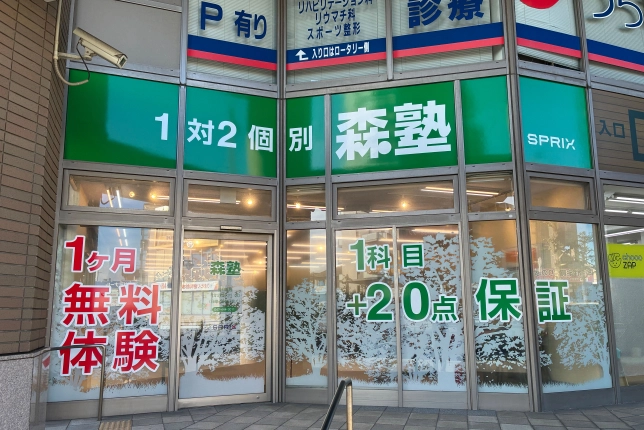 P 有り
リハビリテーション科
リウマチ科
スポーツ整形
入り口はロータリー側
診療
1対2個別 森塾
SPRIX
入口
1ヶ月
無料
体験
森塾
1科目
+20点保証
choco
ZAP